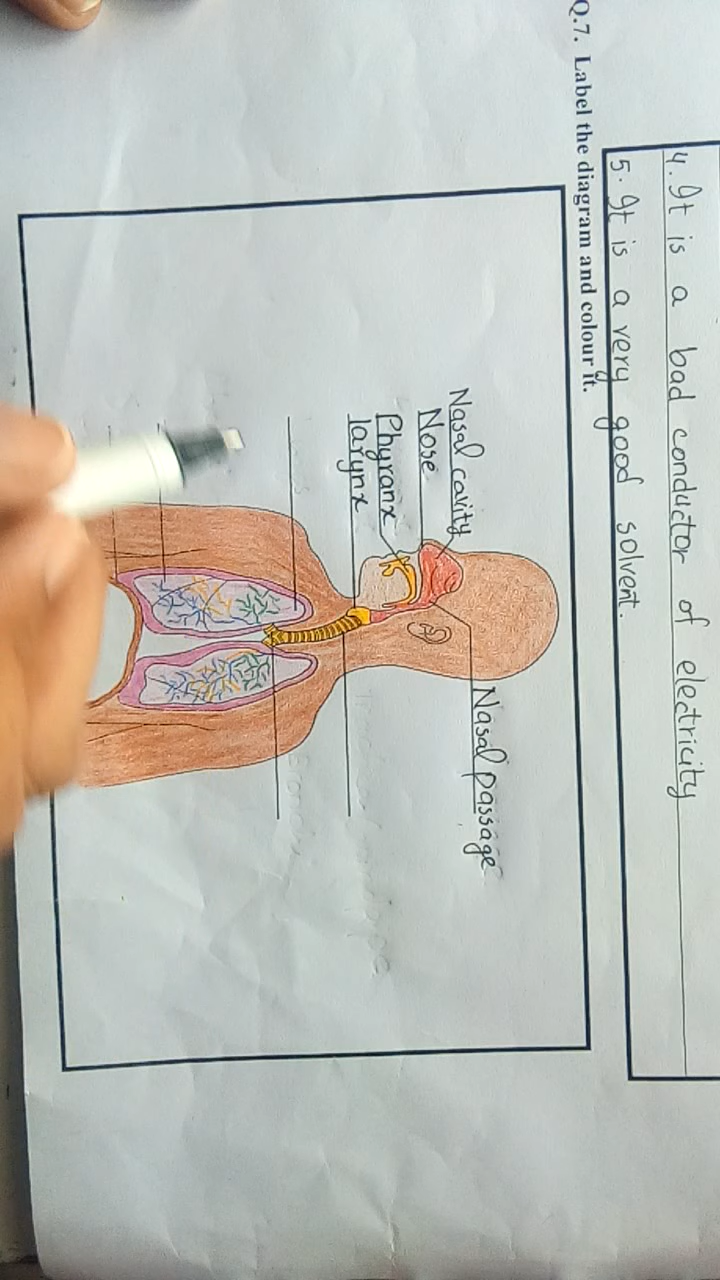 4. It is a bad conductor of electricity
5. It is a very good solvent.
Q.7. Label the diagram and colour it.
Nasal cavity
Nose
Phyranx
larynx
Nasal passage